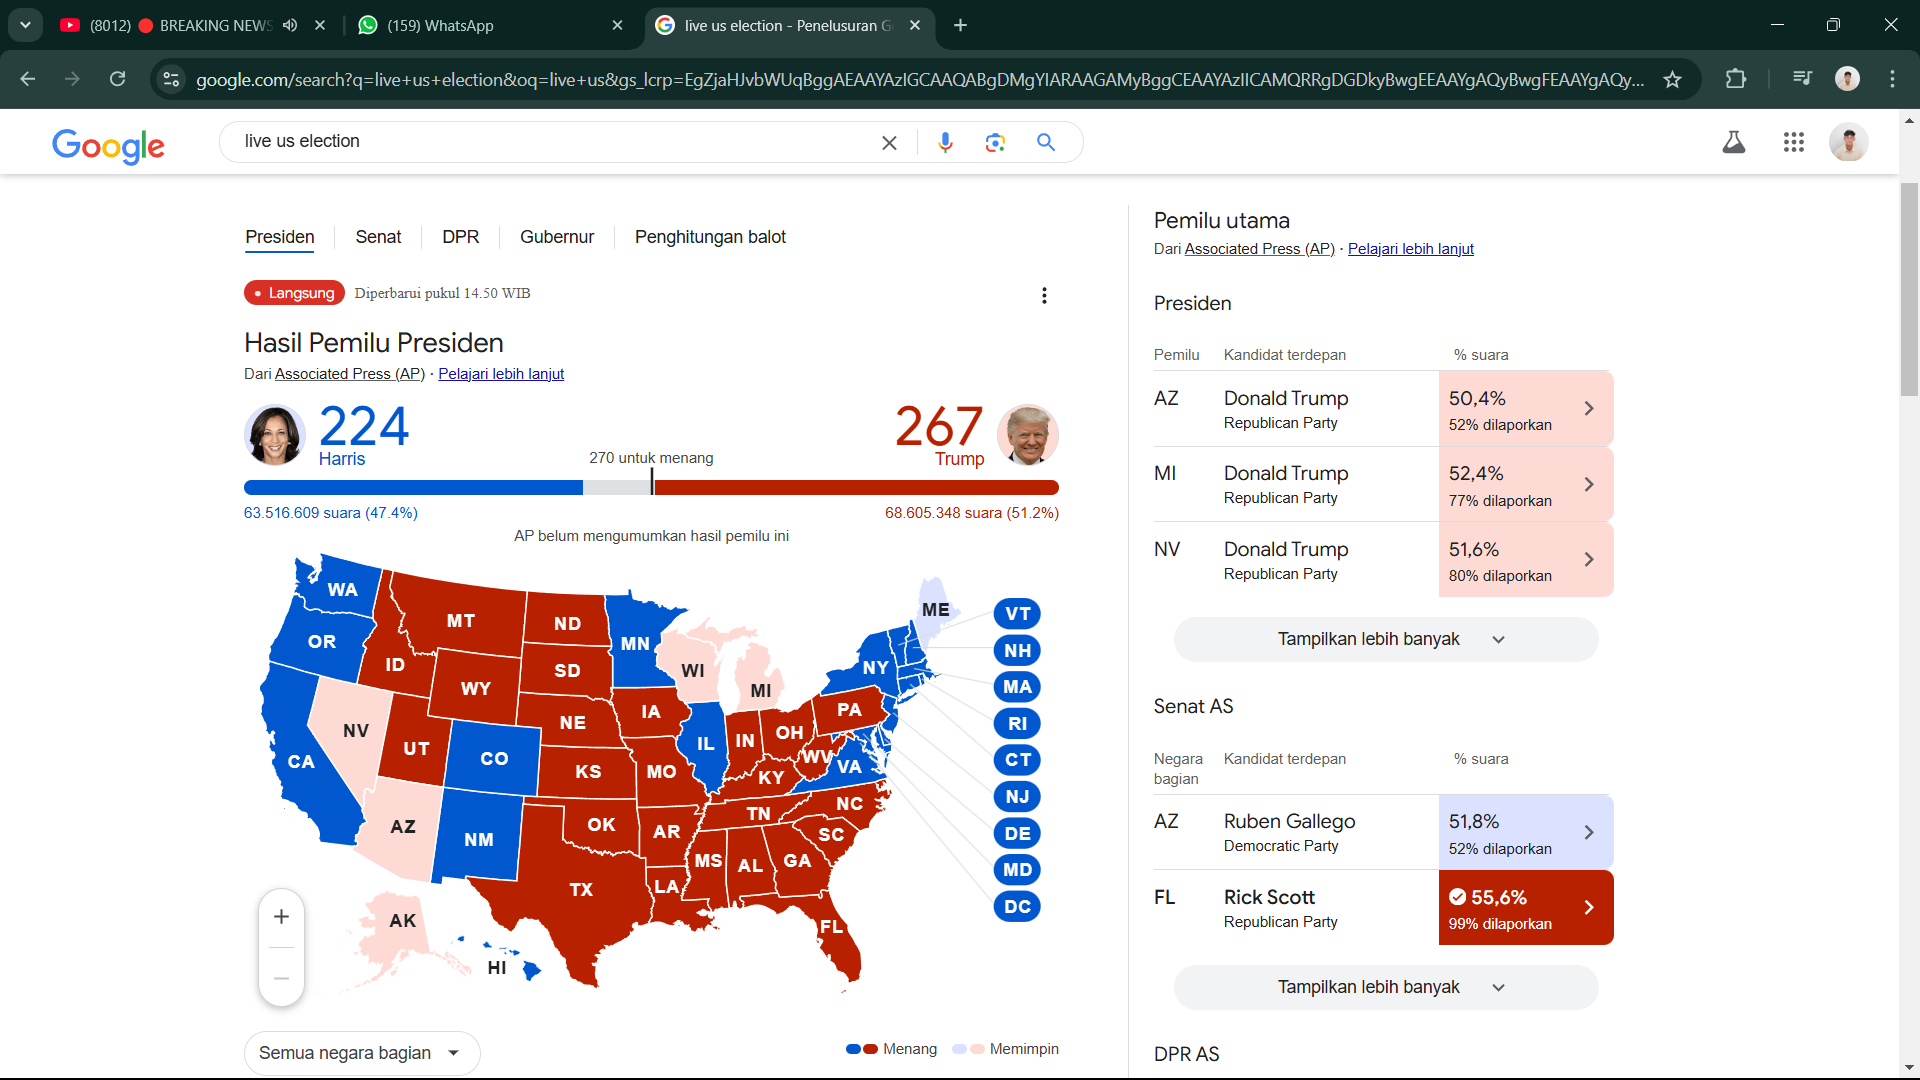 (8012) 🔴 BREAKING NEWS
(159) WhatsApp
live us election - Penelusuran G
google.com/search?q=live+us+election&oq=live+us&gs_lcrp=EgZjaHJvbWUqBggAEAAYAzIGCAAQABgDMgYIARAAGAMyBggCEAAYAzIICAMQRRgDGDkyBwgEEAAYgAQyBwgFEAAYgAQy...
Google
live us election
Presiden
Senat
DPR
Gubernur
Penghitungan balot
Langsung
Diperbarui pukul 14.50 WIB
Hasil Pemilu Presiden
Dari Associated Press (AP) · Pelajari lebih lanjut
224
Harris
267
Trump
270 untuk menang
63.516.609 suara (47.4%)
68.605.348 suara (51.2%)
AP belum mengumumkan hasil pemilu ini
WA
OR
CA
NV
ID
MT
WY
UT
AZ
CO
NM
ND
SD
NE
KS
OK
TX
MN
IA
MO
AR
LA
WI
IL
MI
IN
OH
KY
TN
MS
AL
GA
FL
SC
NC
VA
WV
PA
NY
ME
AK
HI
VT
NH
MA
RI
CT
NJ
DE
MD
DC
Semua negara bagian
Menang
Memimpin
Pemilu utama
Dari Associated Press (AP) · Pelajari lebih lanjut
Presiden
Pemilu Kandidat terdepan % suara
AZ Donald Trump 50,4%
Republican Party 52% dilaporkan
MI Donald Trump 52,4%
Republican Party 77% dilaporkan
NV Donald Trump 51,6%
Republican Party 80% dilaporkan
Tampilkan lebih banyak
Senat AS
Negara bagian Kandidat terdepan % suara
AZ Ruben Gallego 51,8%
Democratic Party 52% dilaporkan
FL Rick Scott 55,6%
Republican Party 99% dilaporkan
Tampilkan lebih banyak
DPR AS